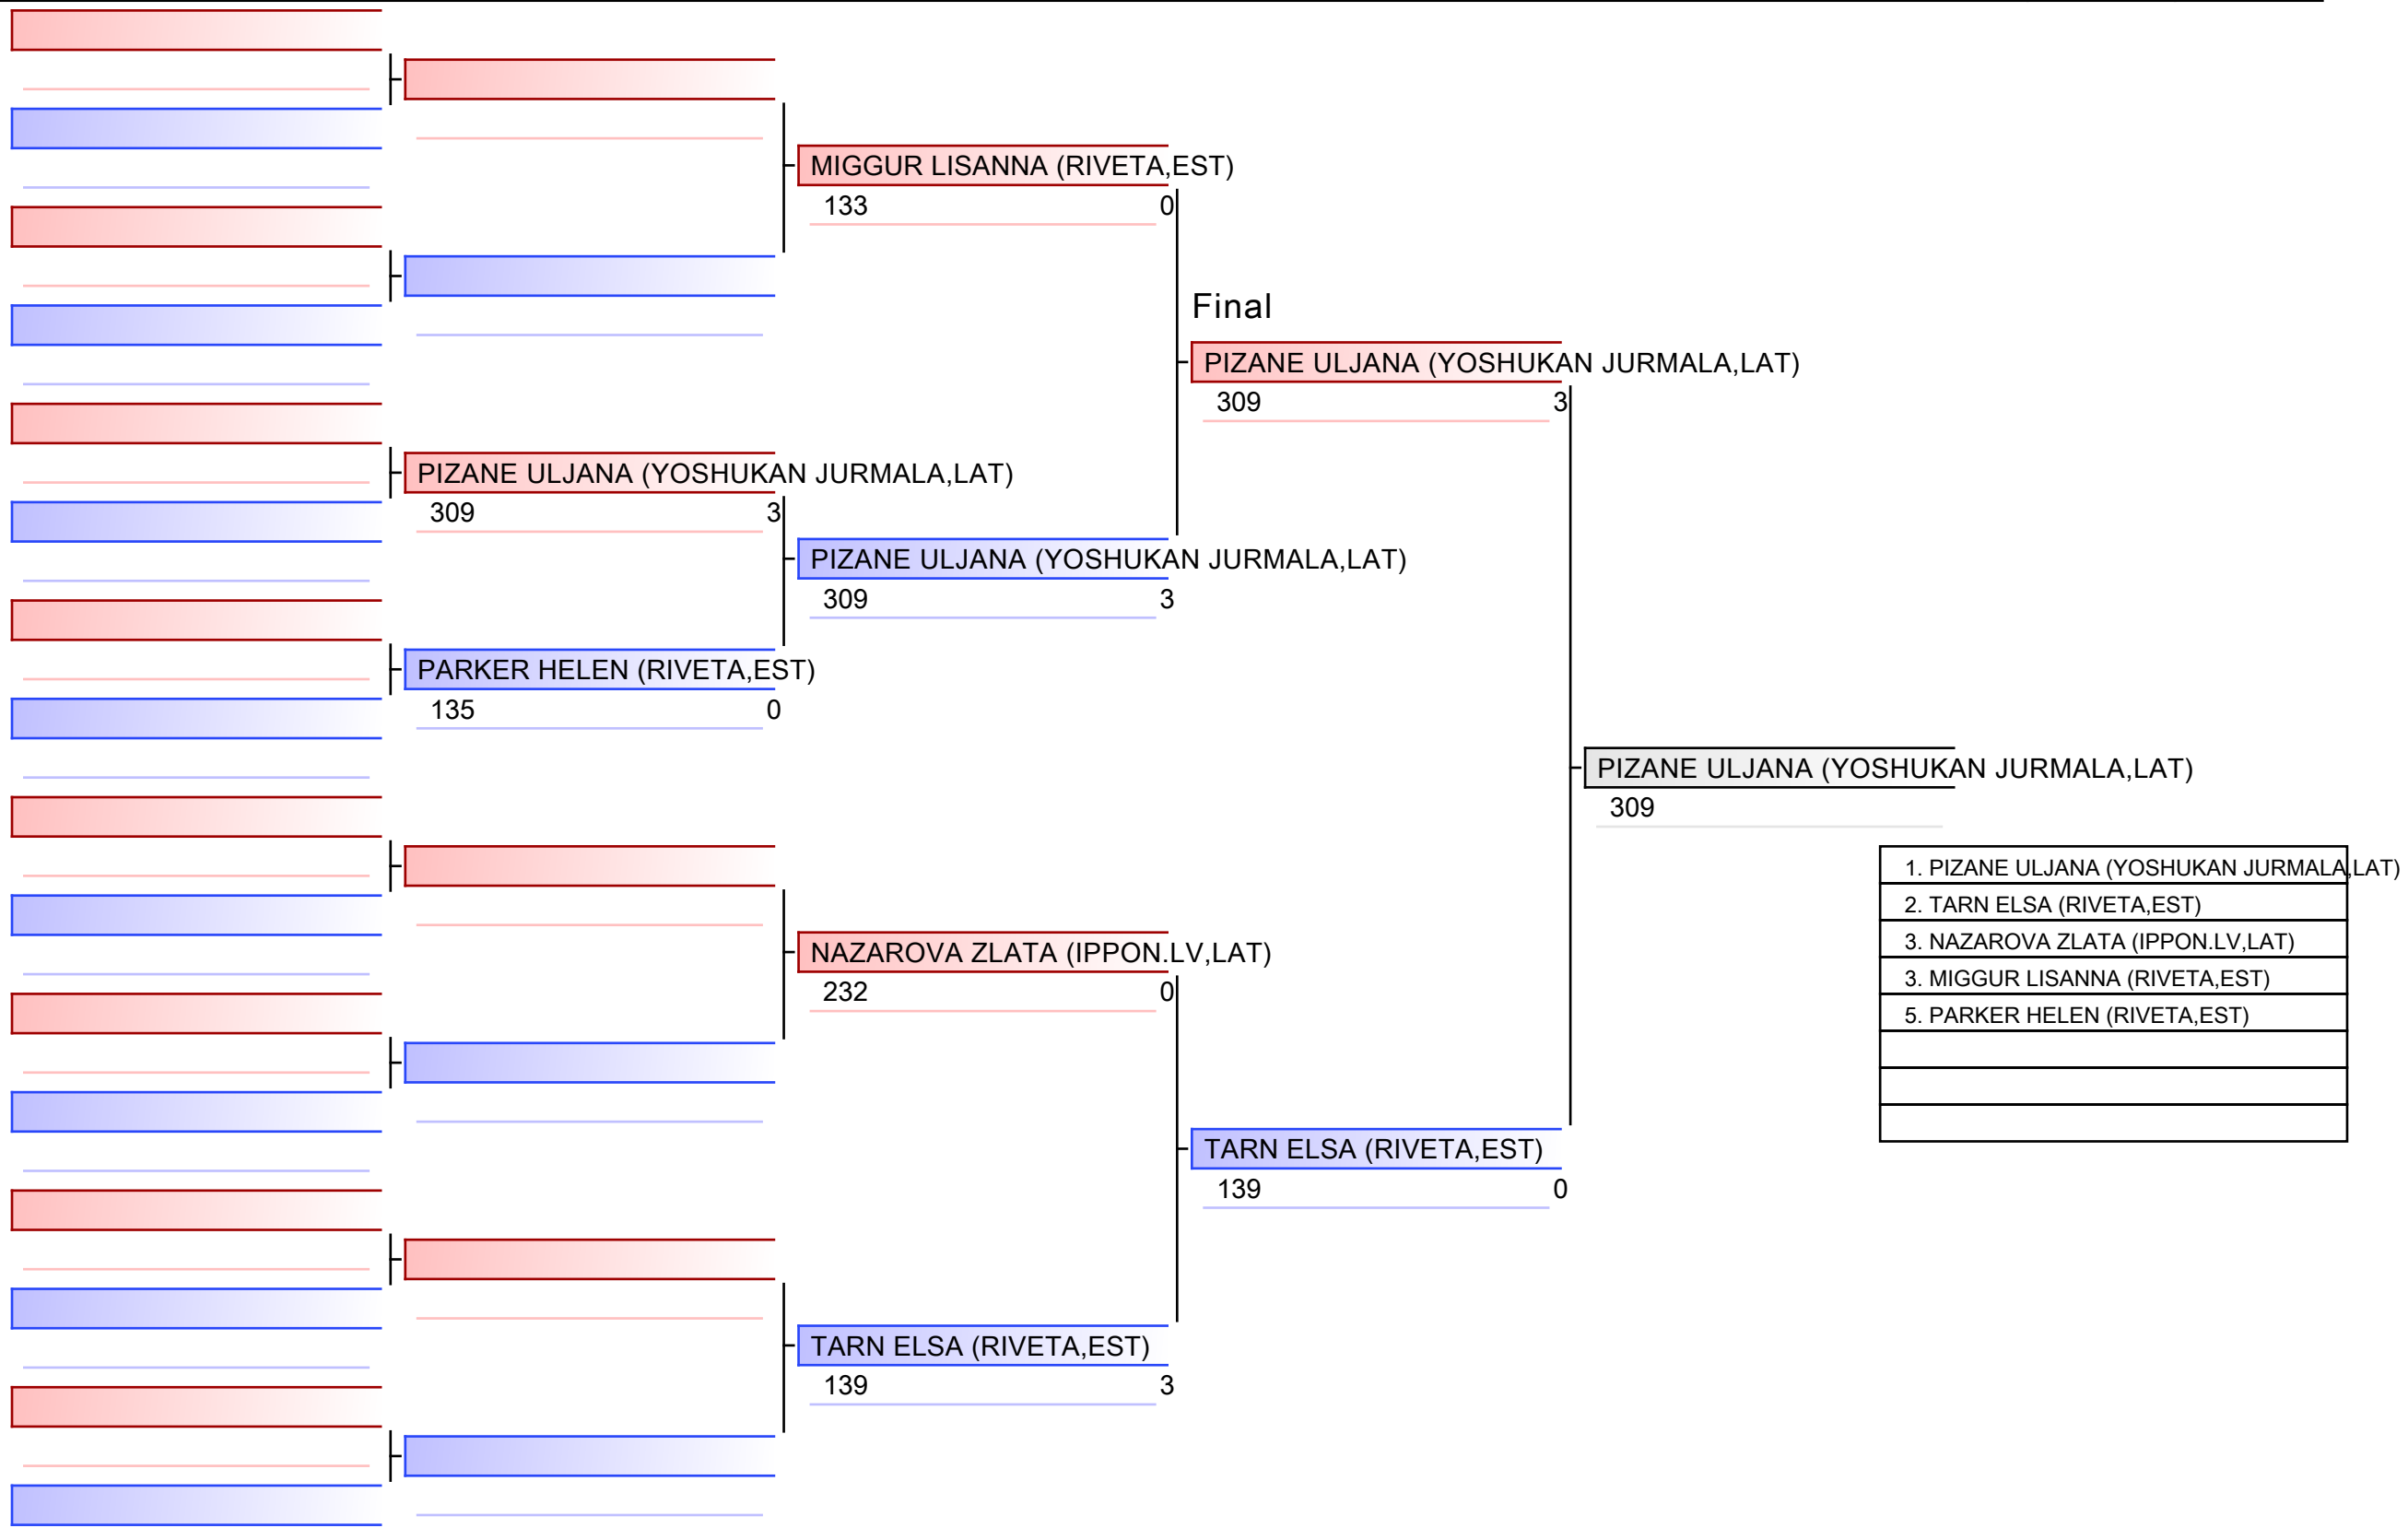 MIGGUR LISANNA (RIVETA,EST)
133 0
Final
PIZANE ULJANA (YOSHUKAN JURMALA,LAT)
309 3
PIZANE ULJANA (YOSHUKAN JURMALA,LAT)
309 3
PIZANE ULJANA (YOSHUKAN JURMALA,LAT)
309 3
PARKER HELEN (RIVETA,EST)
135 0
PIZANE ULJANA (YOSHUKAN JURMALA,LAT)
309
1. PIZANE ULJANA (YOSHUKAN JURMALA,LAT)
2. TARN ELSA (RIVETA,EST)
3. NAZAROVA ZLATA (IPPON.LV,LAT)
3. MIGGUR LISANNA (RIVETA,EST)
5. PARKER HELEN (RIVETA,EST)
NAZAROVA ZLATA (IPPON.LV,LAT)
232 0
TARN ELSA (RIVETA,EST)
139 0
TARN ELSA (RIVETA,EST)
139 3